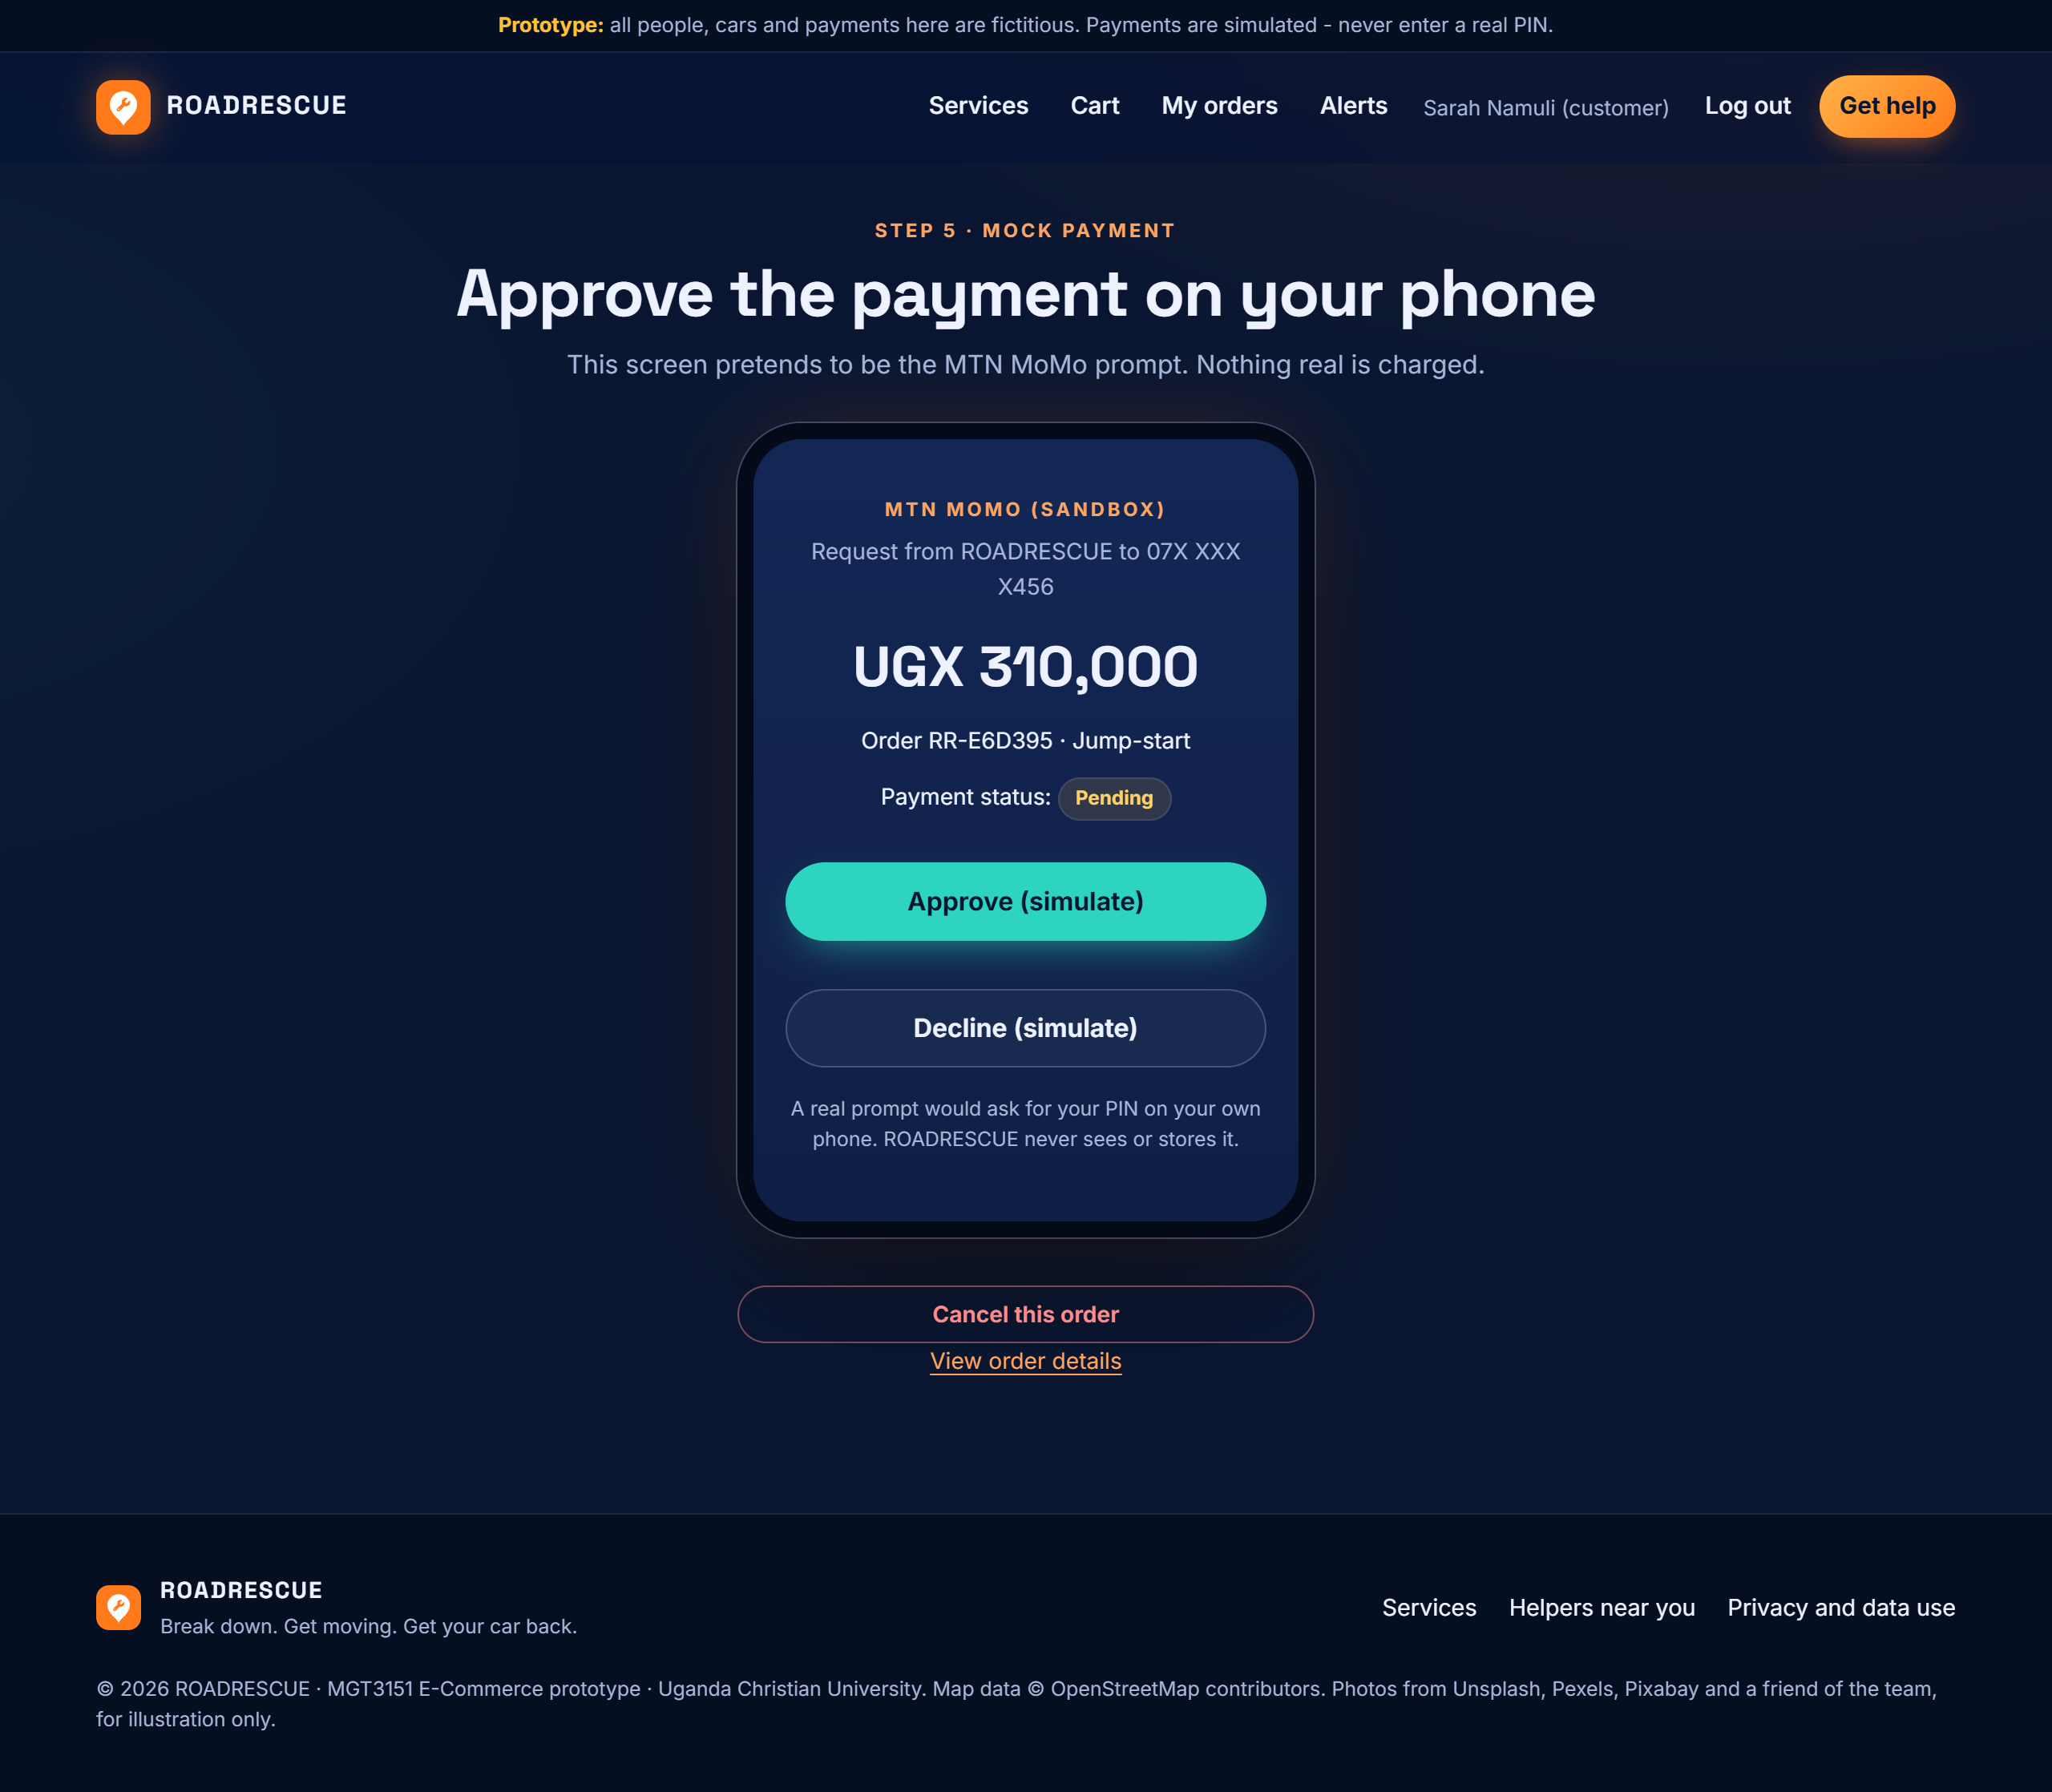 Prototype: all people, cars and payments here are fictitious. Payments are simulated - never enter a real PIN.
ROADRESCUE
Services
Cart
My orders
Alerts
Sarah Namuli (customer)
Log out
Get help
STEP 5 · MOCK PAYMENT
Approve the payment on your phone
This screen pretends to be the MTN MoMo prompt. Nothing real is charged.
MTN MOMO (SANDBOX)
Request from ROADRESCUE to 07X XXX
X456
UGX 310,000
Order RR-E6D395 · Jump-start
Payment status: Pending
Approve (simulate)
Decline (simulate)
A real prompt would ask for your PIN on your own
phone. ROADRESCUE never sees or stores it.
Cancel this order
View order details
ROADRESCUE
Break down. Get moving. Get your car back.
Services
Helpers near you
Privacy and data use
© 2026 ROADRESCUE · MGT3151 E-Commerce prototype · Uganda Christian University. Map data © OpenStreetMap contributors. Photos from Unsplash, Pexels, Pixabay and a friend of the team,
for illustration only.